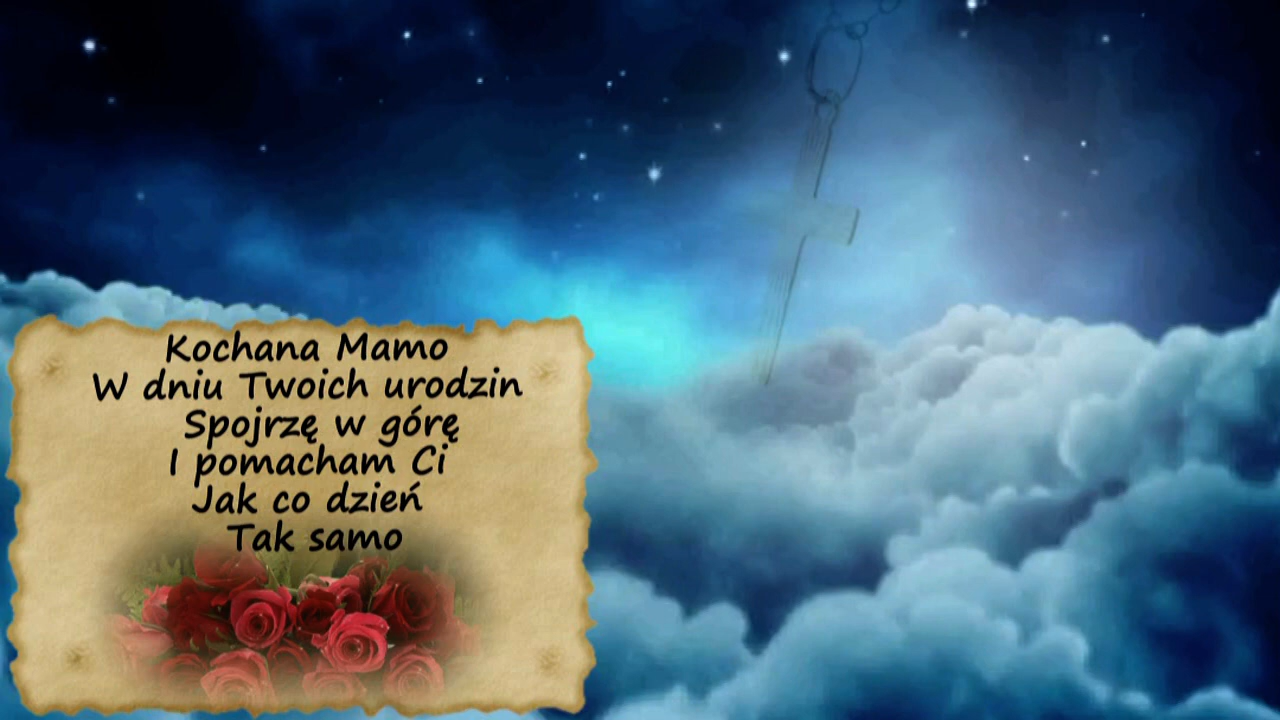 Kochana Mamo
W dniu Twoich urodzin
Spojrzę w górę
I pomacham Ci
Jak co dzień
Tak samo